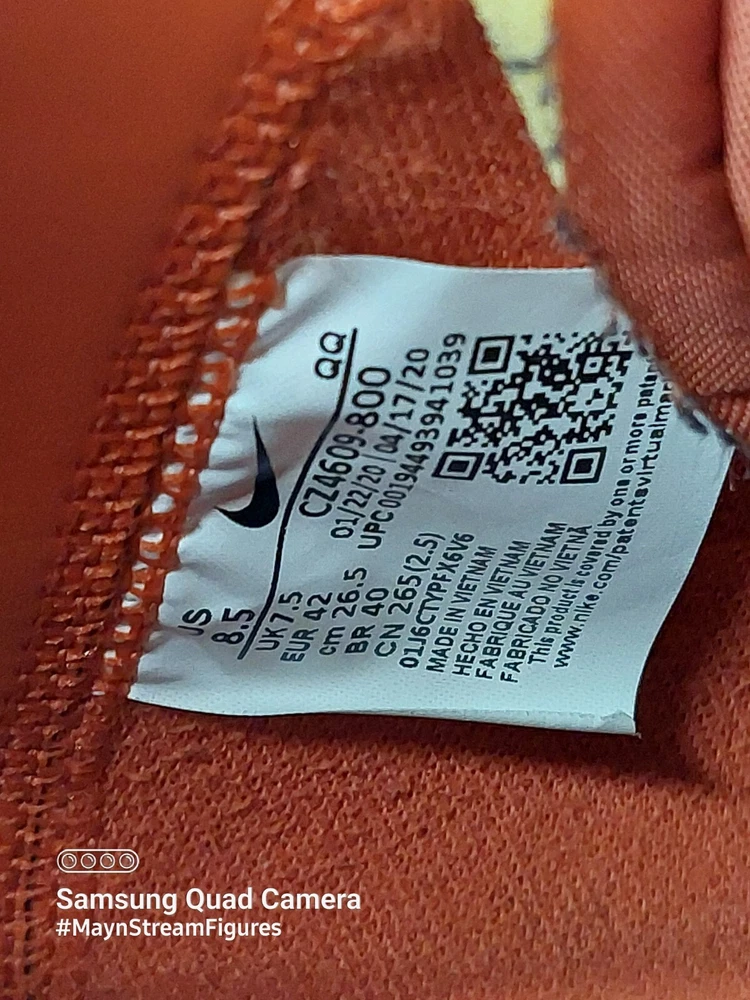 QQ
US
8.5
CZ4609-800
01/22/20 | 04/17/20
UPC00194493941039
UK 7.5
EUR 42
cm 26.5
BR 40
CN 265(2.5)
01J6CTYPFX6V6
MADE IN VIETNAM
HECHO EN VIETNAM
FABRIQUE AU VIETNAM
FABRICADO NO VIETNÃ
This product is covered by one or more
www.nike.com/patents
Samsung Quad Camera
#MaynStreamFigures